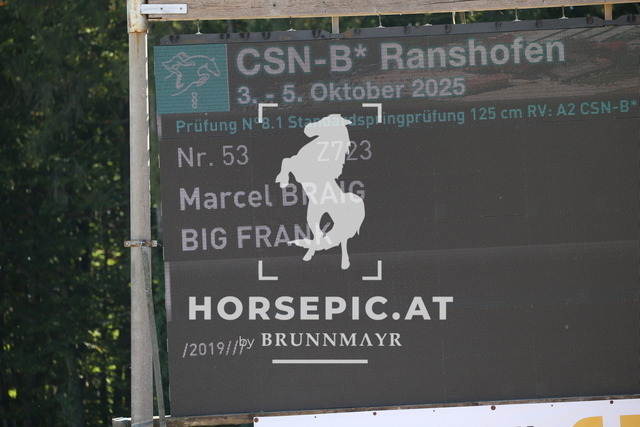 CSN-B* Ranshofen
3. - 5. Oktober 2025
Prüfung N°8.1 Standardspringprüfung 125 cm RV: A2 CSN-B*
Nr. 53 Z723
Marcel BRAIG
BIG FRANK
HORSEPIC.AT
by BRUNNMAYR
/2019///